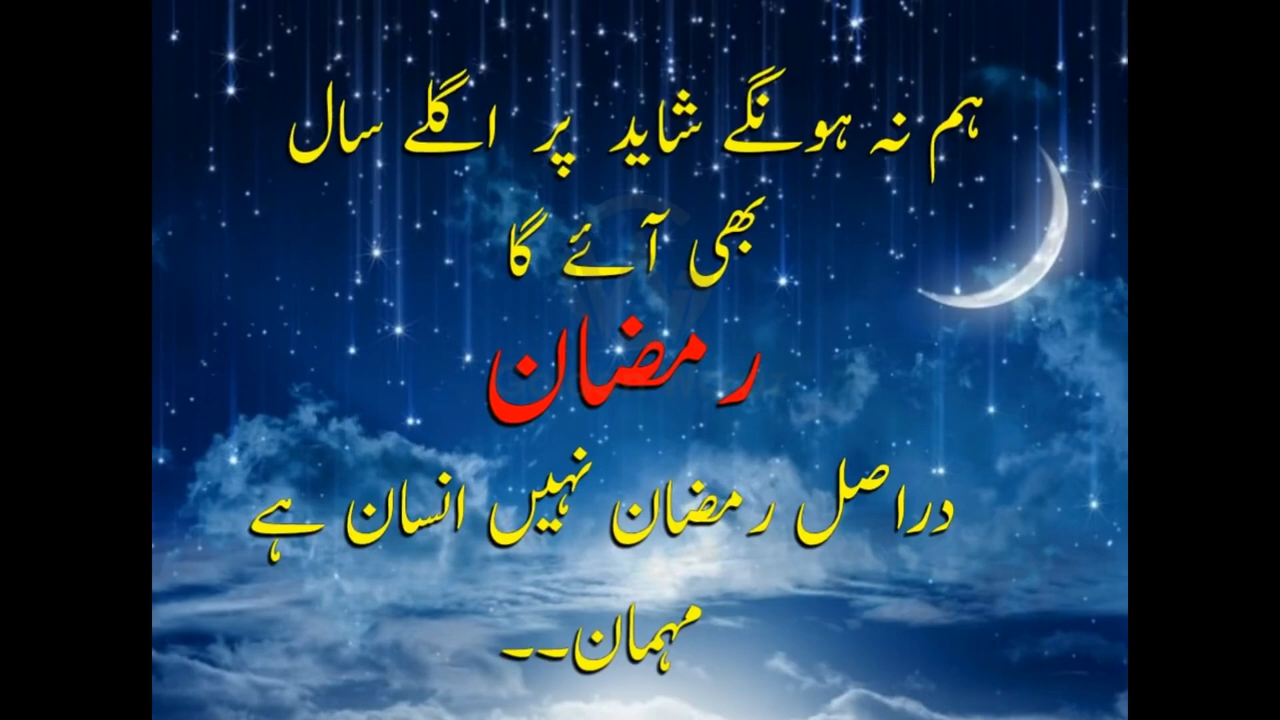 ہم نہ ہونگے شاید پر اگلے سال
بھی آئے گا
رمضان
دراصل رمضان نہیں انسان ہے
مہمان۔۔